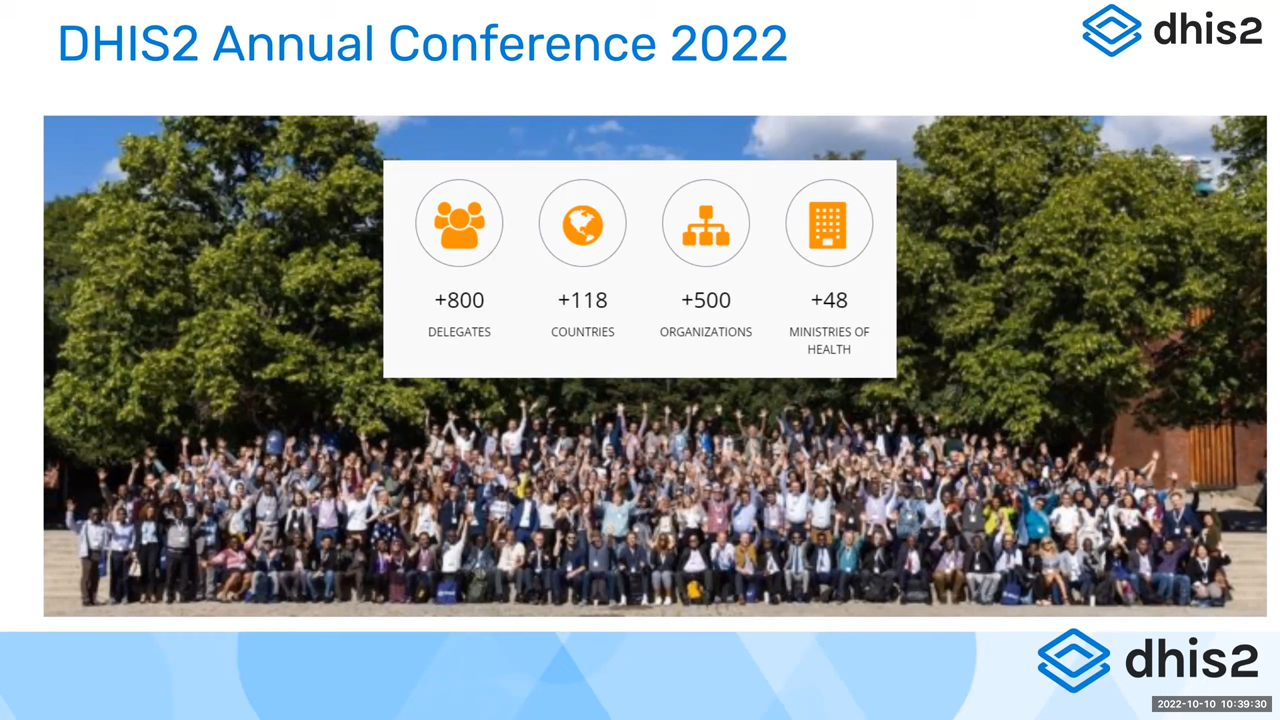 DHIS2 Annual Conference 2022
dhis2
+800
DELEGATES
+118
COUNTRIES
+500
ORGANIZATIONS
+48
MINISTRIES OF
HEALTH
dhis2
2022-10-10 10:39:30